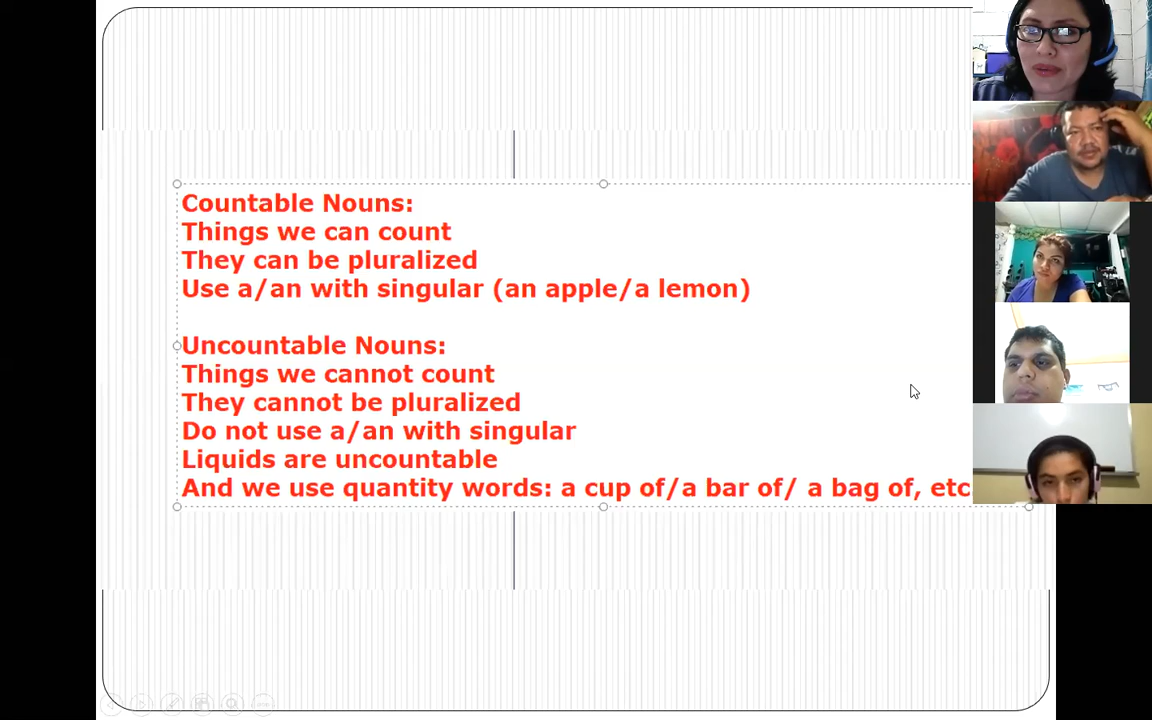 Countable Nouns:
Things we can count
They can be pluralized
Use a/an with singular (an apple/a lemon)
Uncountable Nouns:
Things we cannot count
They cannot be pluralized
Do not use a/an with singular
Liquids are uncountable
And we use quantity words: a cup of/a bar of/ a bag of, etc